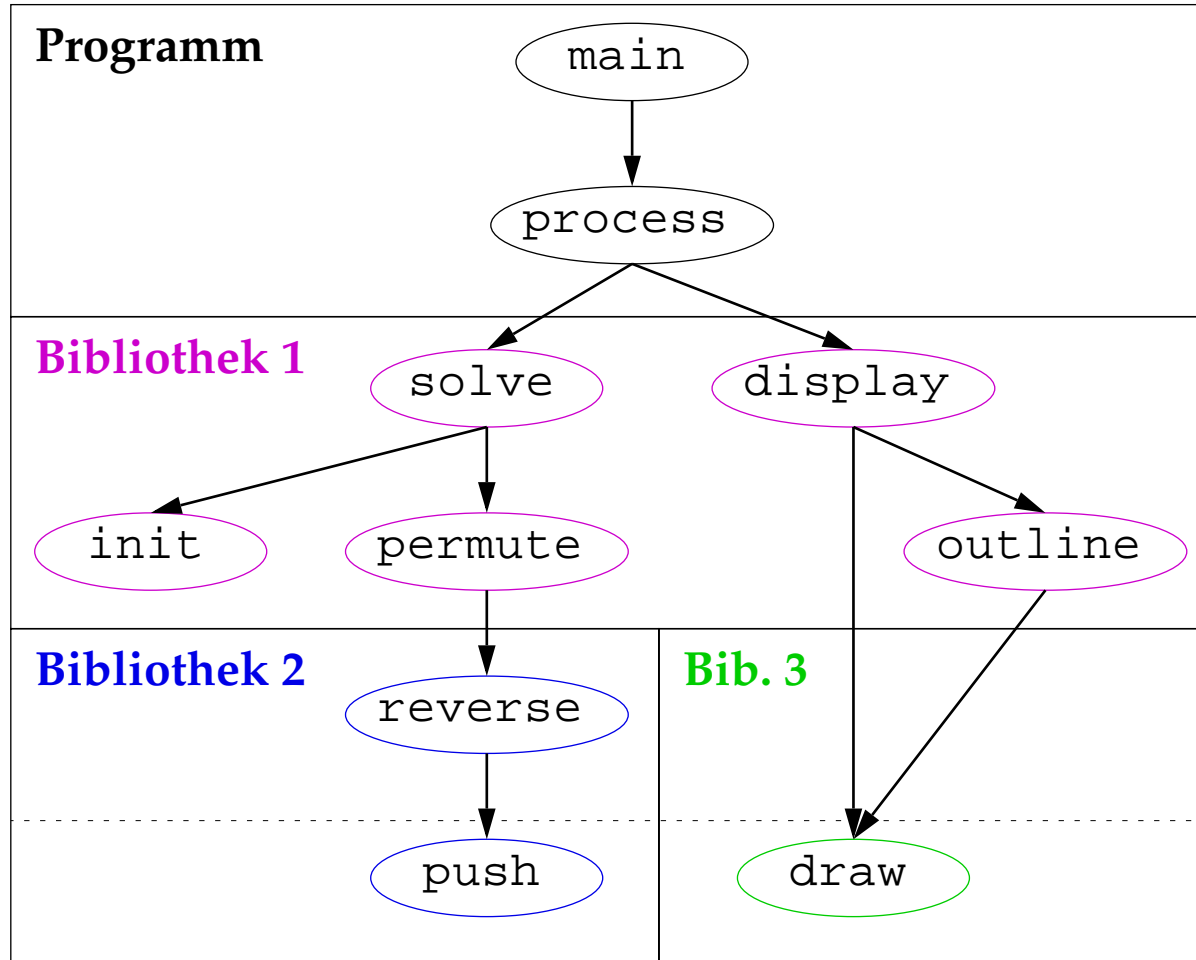 Programm
main
process
Bibliothek 1
solve
display
init
permute
outline
Bibliothek 2
Bib. 3
reverse
push
draw